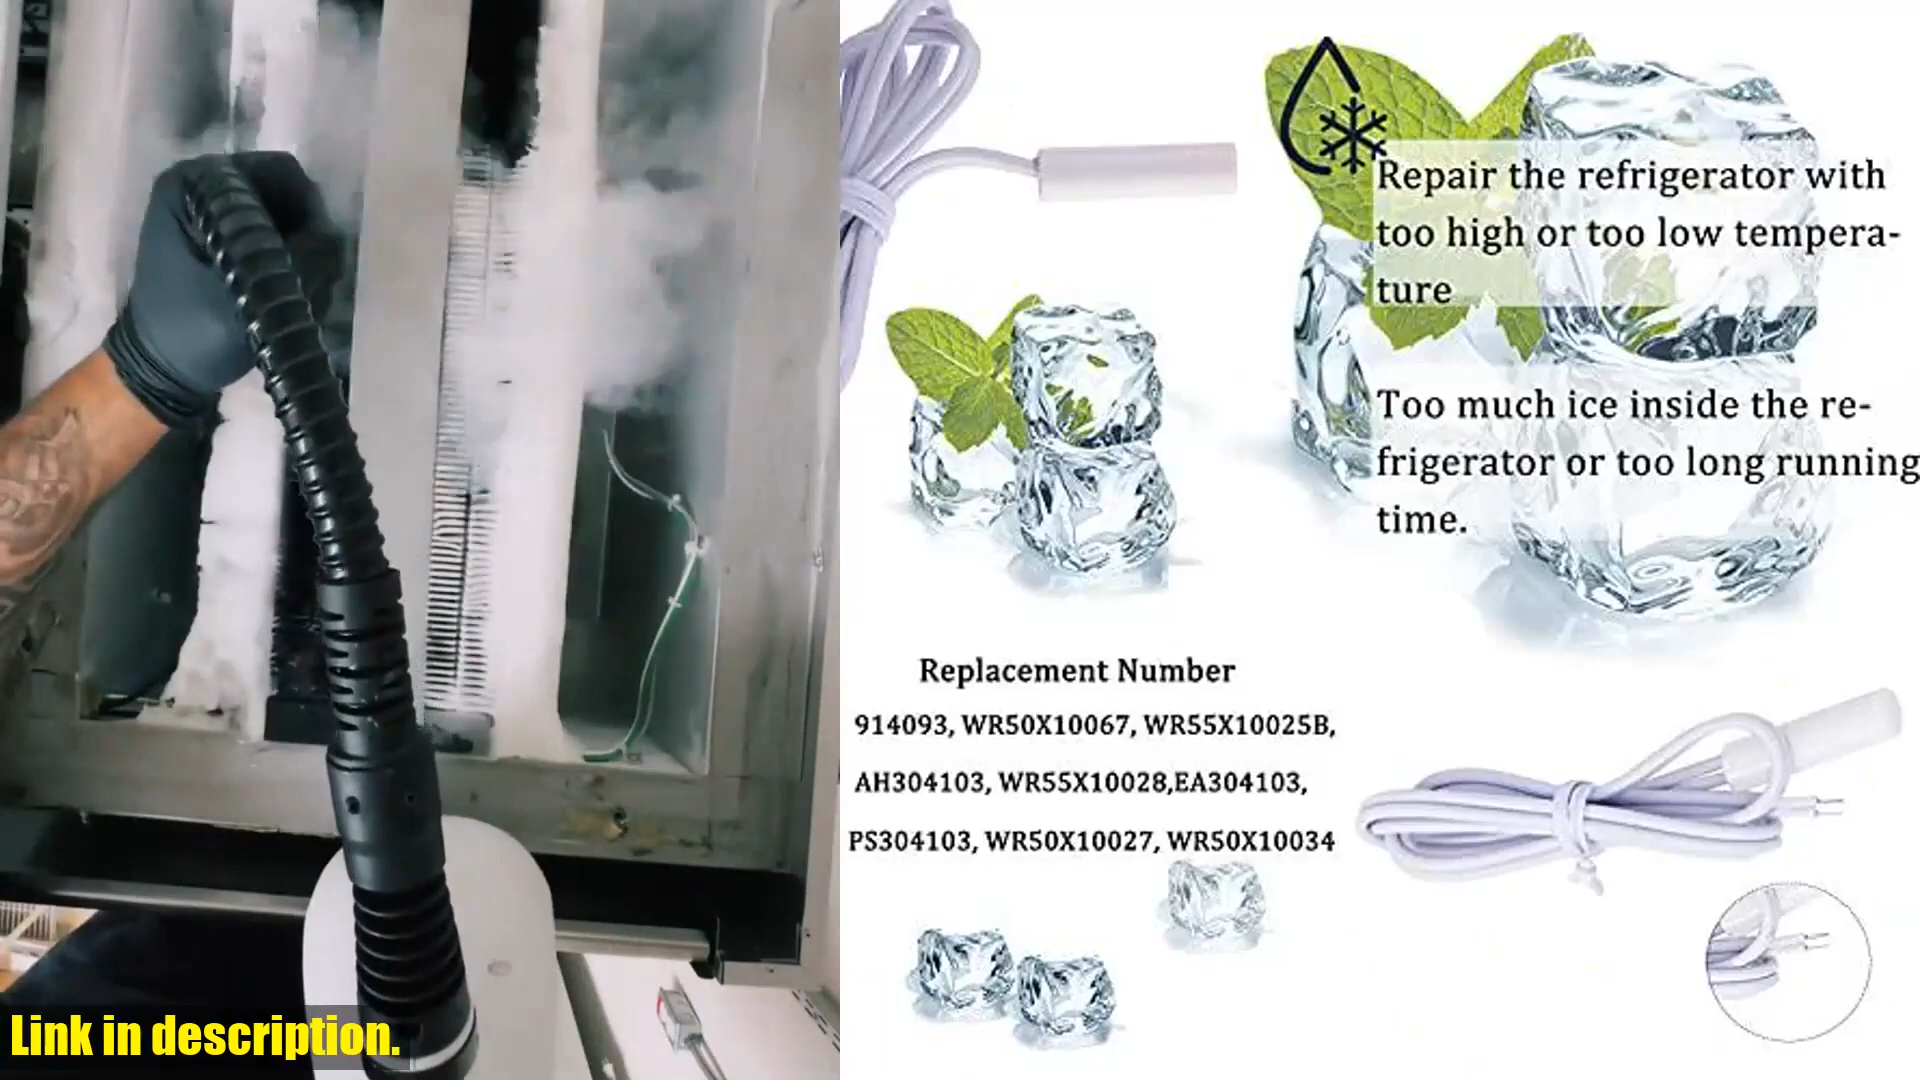 Repair the refrigerator with
too high or too low tempera-
ture
Too much ice inside the re-
frigerator or too long running
time.
Replacement Number
914093, WR50X10067, WR55X10025B,
AH304103, WR55X10028,EA304103,
PS304103, WR50X10027, WR50X10034
Link in description.